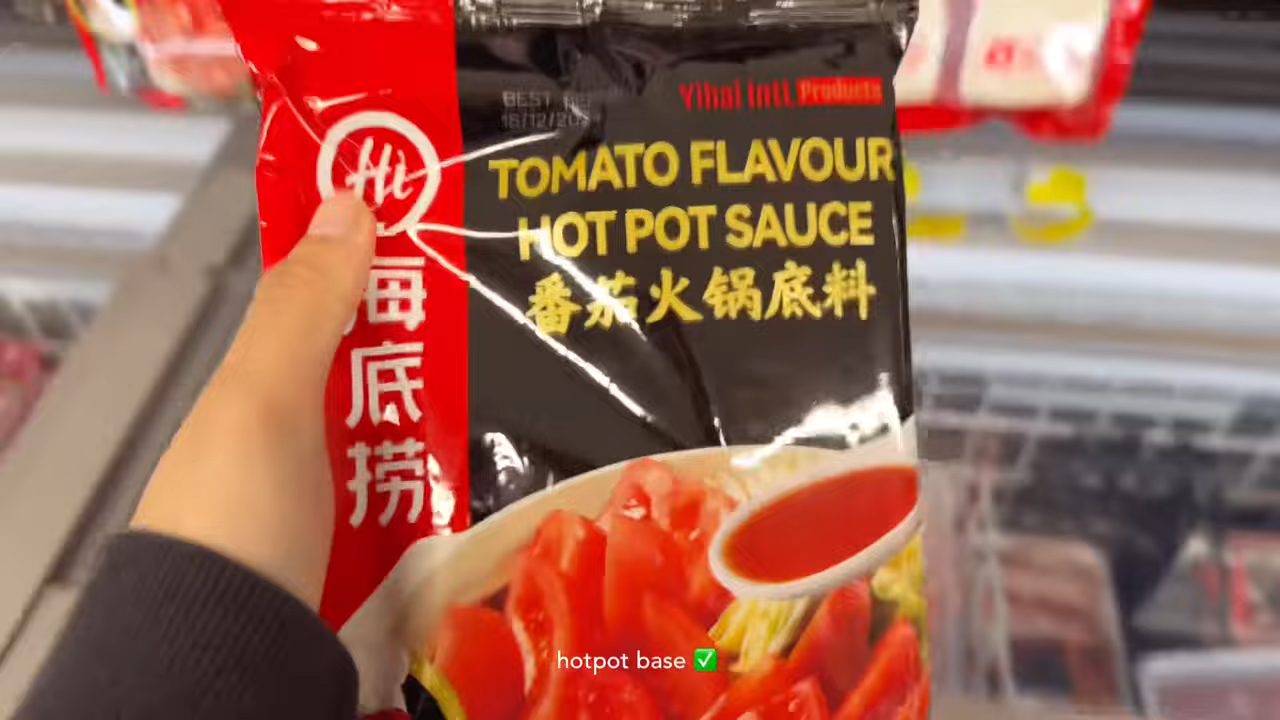 Hi
海底捞
BEST
Yihai Intl. Products
TOMATO FLAVOUR
HOT POT SAUCE
番茄火锅底料
hotpot base ✅